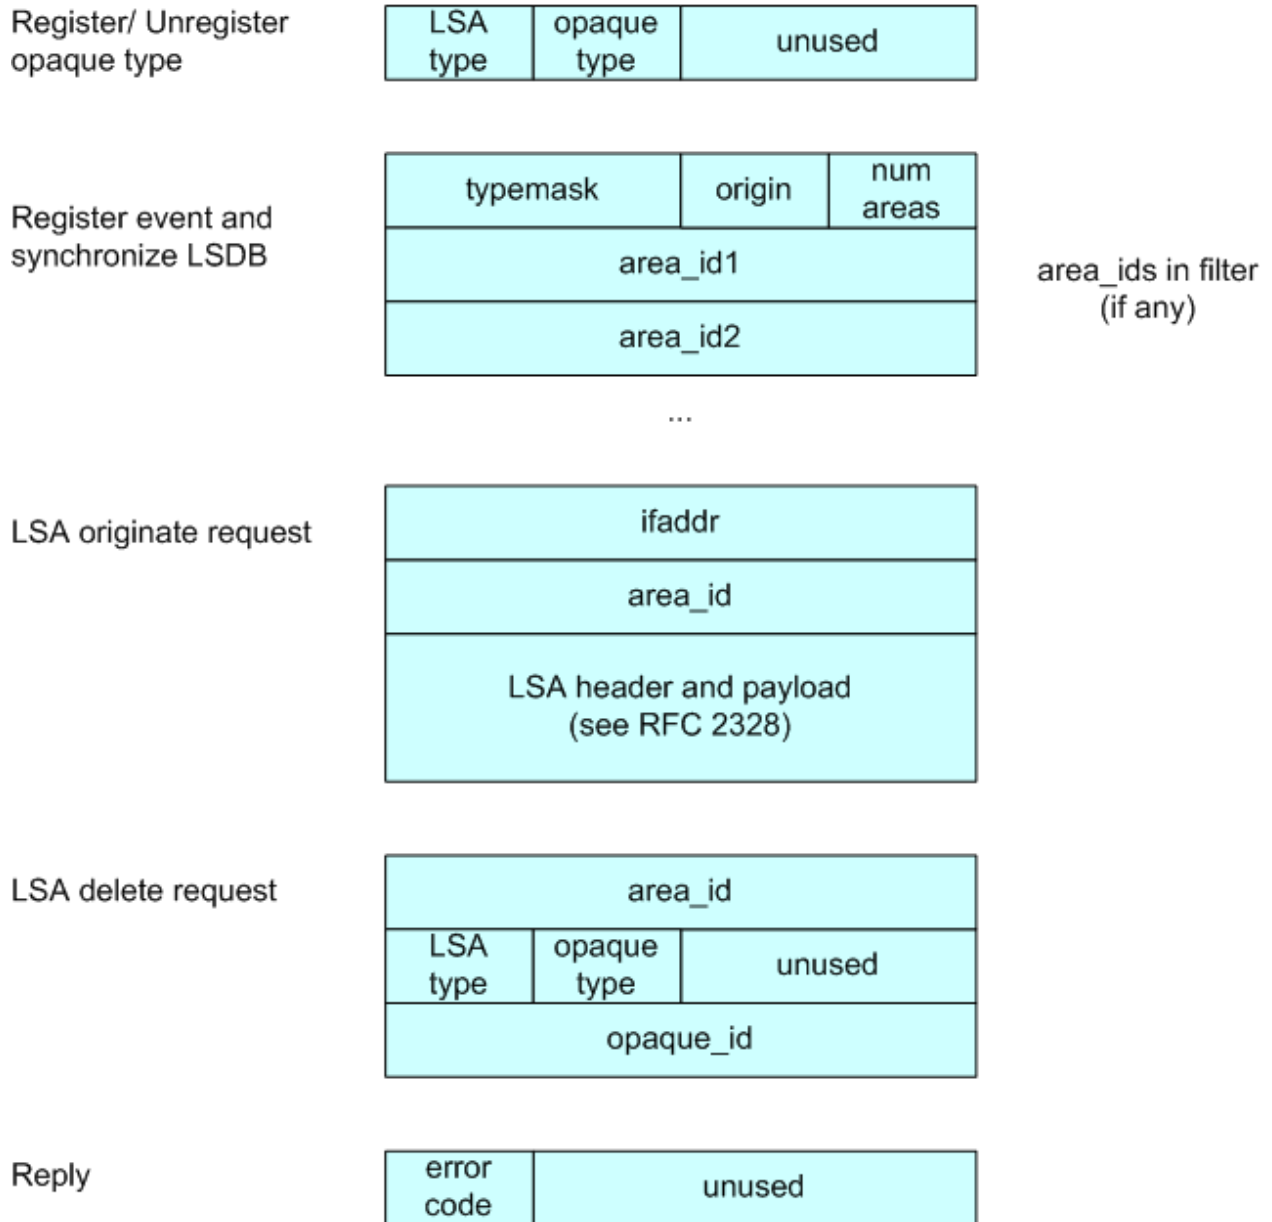 Register/ Unregister
opaque type
LSA
type
opaque
type
unused
Register event and
synchronize LSDB
typemask
origin
num
areas
area_id1
area_id2
area_ids in filter
(if any)
...
LSA originate request
ifaddr
area_id
LSA header and payload
(see RFC 2328)
LSA delete request
area_id
LSA
type
opaque
type
unused
opaque_id
Reply
error
code
unused